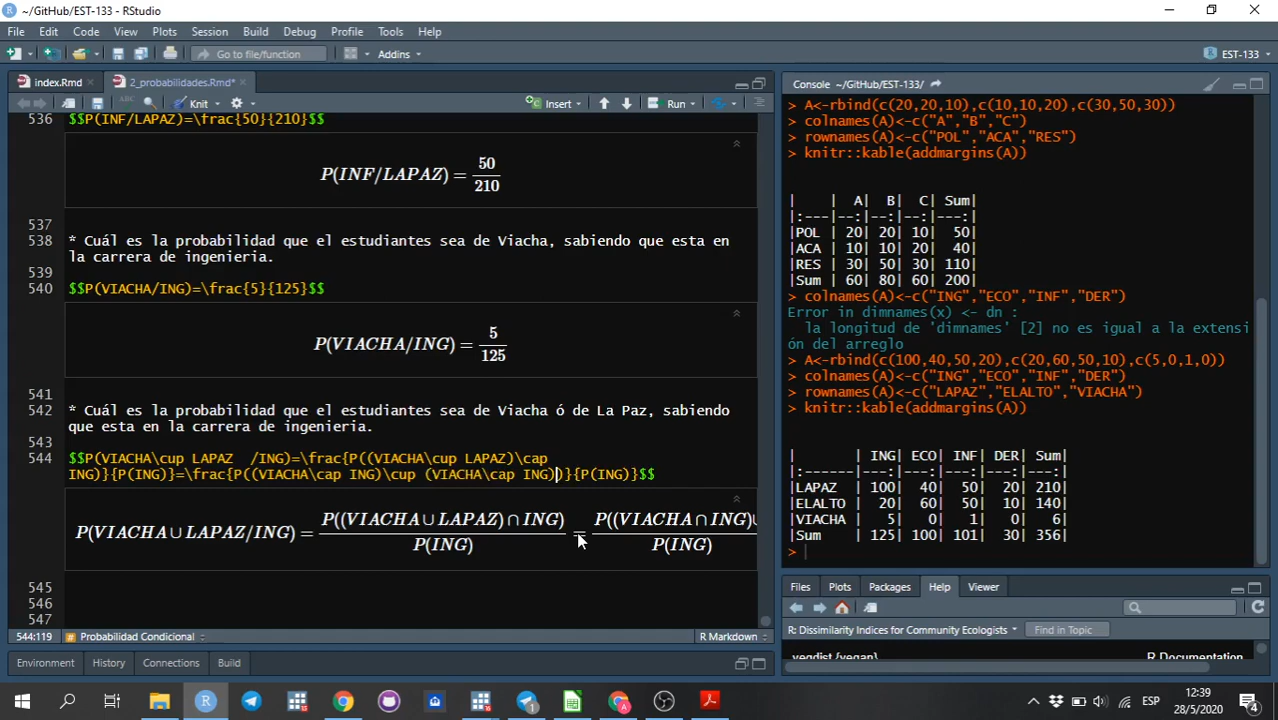 ~/GitHub/EST-133 - RStudio
File Edit Code View Plots Session Build Debug Profile Tools Help
Go to file/function Addins EST-133
index.Rmd 2_probabilidades.Rmd*
ABC Knit Insert Run
536 $$P(INF/LAPAZ)=\frac{50}{210}$$
P(INF/LAPAZ) = 50/210
537
538 * Cuál es la probabilidad que el estudiantes sea de Viacha, sabiendo que esta en
la carrera de ingenieria.
539
540 $$P(VIACHA/ING)=\frac{5}{125}$$
P(VIACHA/ING) = 5/125
541
542 * Cuál es la probabilidad que el estudiantes sea de Viacha ó de La Paz, sabiendo
que esta en la carrera de ingenieria.
543
544 $$P(VIACHA\cup LAPAZ  /ING)=\frac{P((VIACHA\cup LAPAZ)\cap
ING)}{P(ING)}=\frac{P((VIACHA\cap ING)\cup (VIACHA\cap ING))}{P(ING)}$$
P(VIACHA∪LAPAZ/ING) = P((VIACHA∪LAPAZ)∩ING)/P(ING) = P((VIACHA∩ING)∪/P(ING)
545
546
547
544:119 # Probabilidad Condicional R Markdown
Environment History Connections Build
Console ~/GitHub/EST-133/
> A<-rbind(c(20,20,10),c(10,10,20),c(30,50,30))
> colnames(A)<-c("A","B","C")
> rownames(A)<-c("POL","ACA","RES")
> knitr::kable(addmargins(A))
|    |  A|  B|  C| Sum|
|:---|--:|--:|--:|---:|
|POL | 20| 20| 10|  50|
|ACA | 10| 10| 20|  40|
|RES | 30| 50| 30| 110|
|Sum | 60| 80| 60| 200|
> colnames(A)<-c("ING","ECO","INF","DER")
Error in dimnames(x) <- dn :
la longitud de 'dimnames' [2] no es igual a la extensi
ón del arreglo
> A<-rbind(c(100,40,50,20),c(20,60,50,10),c(5,0,1,0))
> colnames(A)<-c("ING","ECO","INF","DER")
> rownames(A)<-c("LAPAZ","ELALTO","VIACHA")
> knitr::kable(addmargins(A))
|       | ING| ECO| INF| DER| Sum|
|:------|---:|---:|---:|---:|---:|
|LAPAZ  | 100|  40|  50|  20| 210|
|ELALTO |  20|  60|  50|  10| 140|
|VIACHA |   5|   0|   1|   0|   6|
|Sum    | 125| 100| 101|  30| 356|
>
Files Plots Packages Help Viewer
R: Dissimilarity Indices for Community Ecologists Find in Topic
vegdist {vegan} R Documentation
ESP 12:39
28/5/2020 4